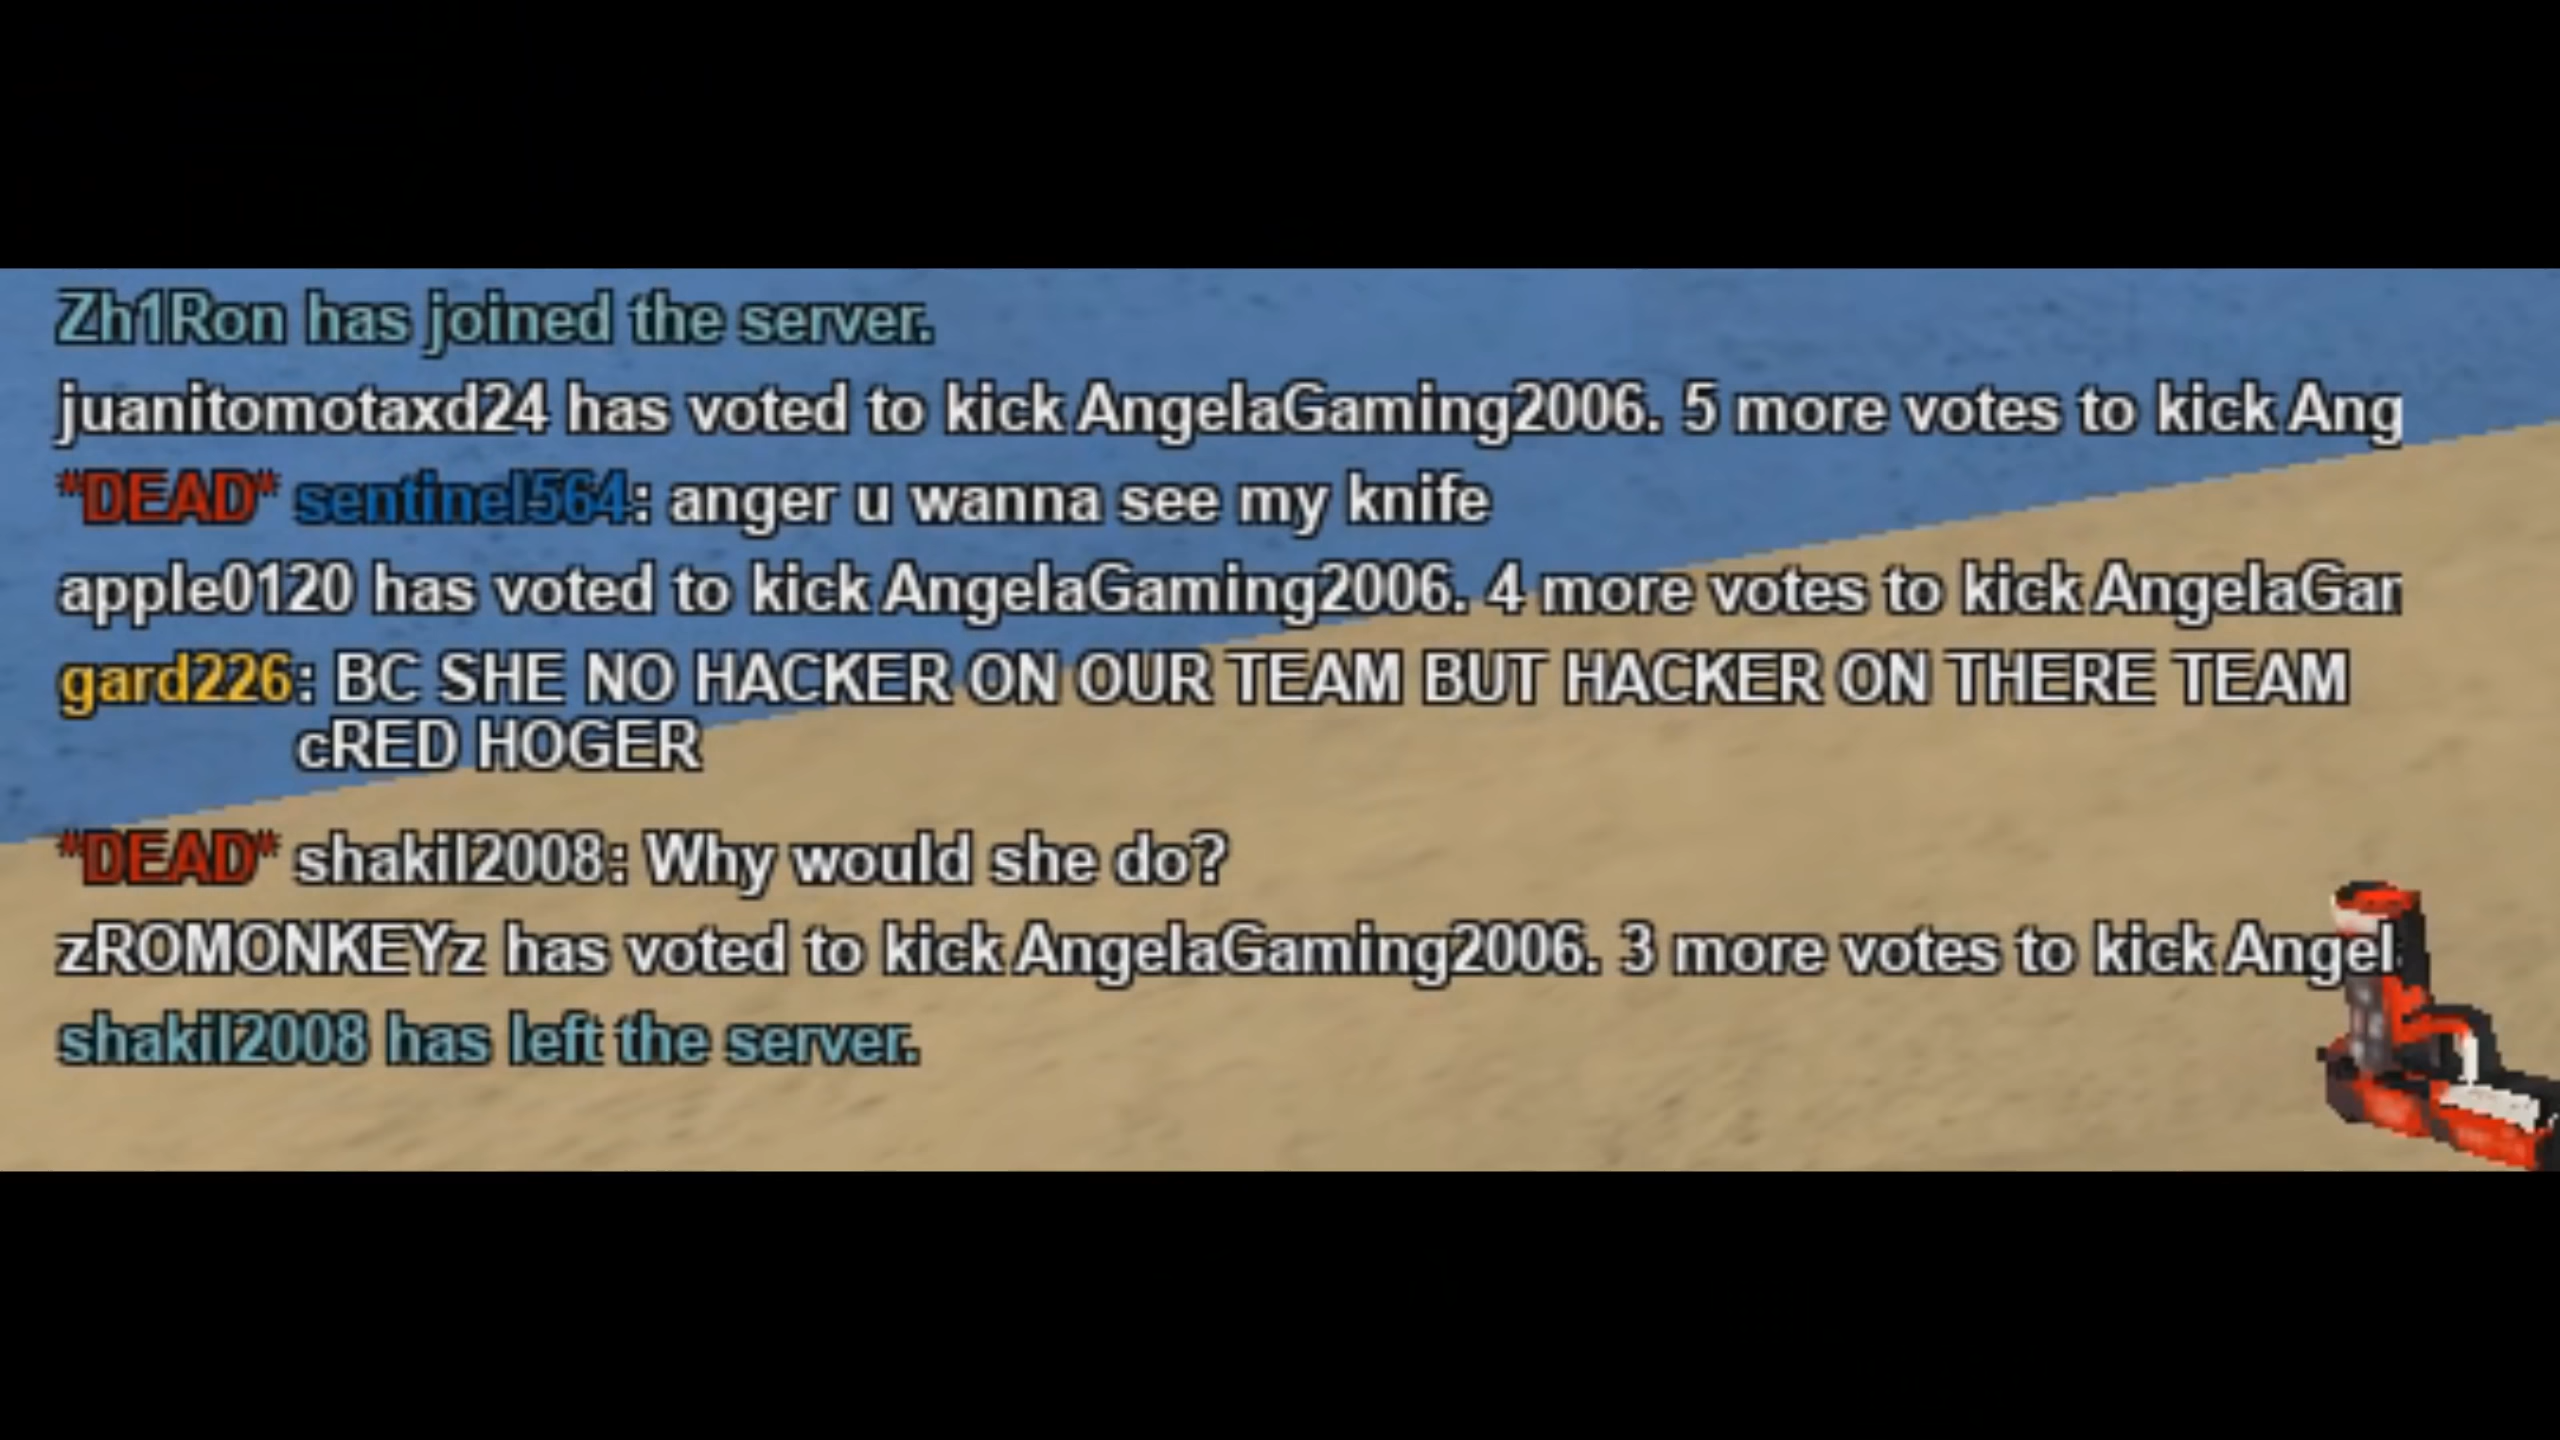 Zh1Ron has joined the server.
juanitomotaxd24 has voted to kick AngelaGaming2006. 5 more votes to kick Ang
*DEAD* sentinel564: anger u wanna see my knife
apple0120 has voted to kick AngelaGaming2006. 4 more votes to kick AngelaGar
gard226: BC SHE NO HACKER ON OUR TEAM BUT HACKER ON THERE TEAM
cRED HOGER
*DEAD* shakil2008: Why would she do?
zROMONKEYz has voted to kick AngelaGaming2006. 3 more votes to kick Angel
shakil2008 has left the server.